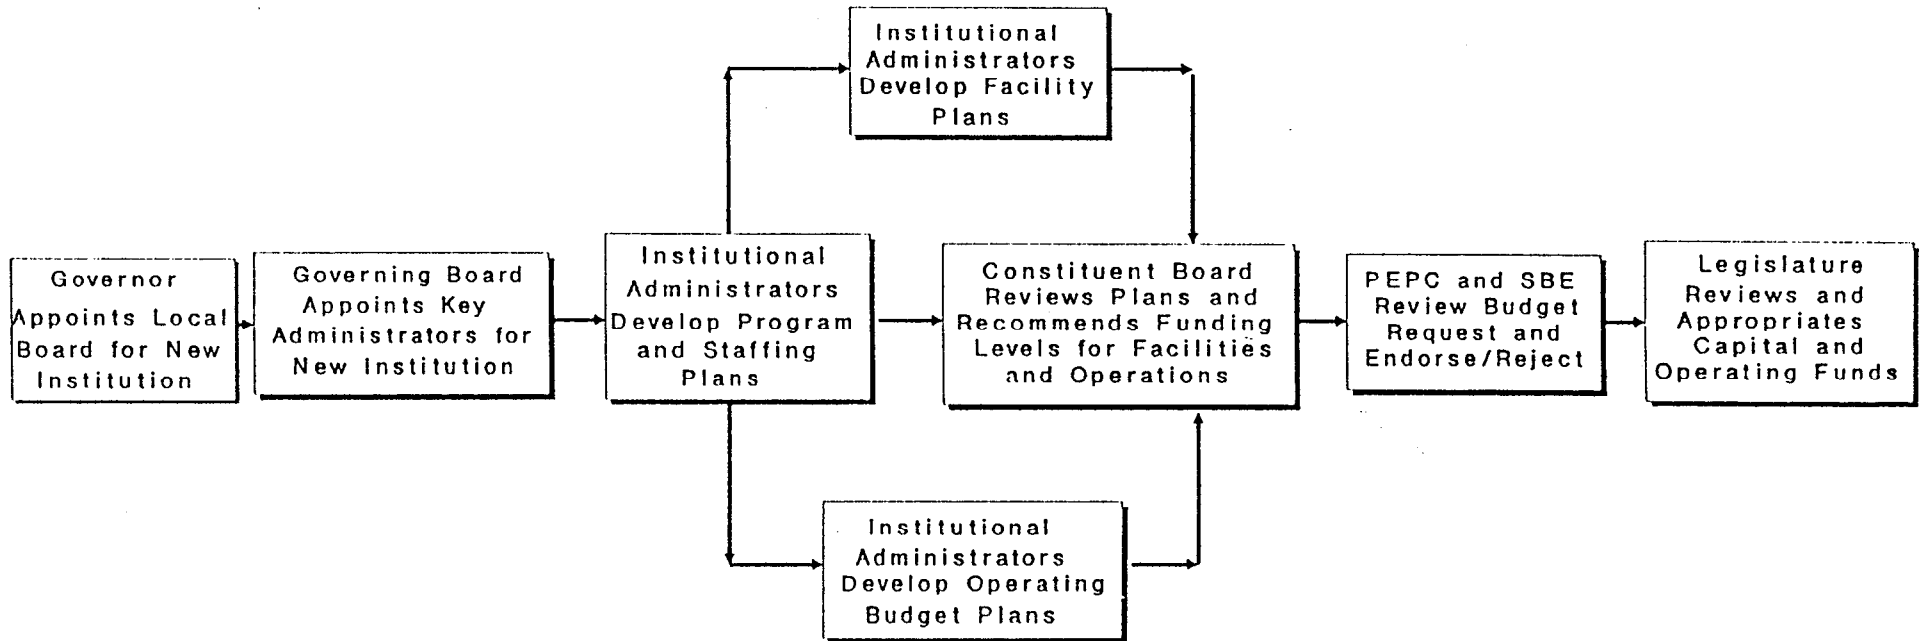 Governor
Appoints Local
Board for New
Institution
Governing Board
Appoints Key
Administrators for
New Institution
Institutional
Administrators
Develop Program
and Staffing
Plans
Institutional
Administrators
Develop Facility
Plans
Institutional
Administrators
Develop Operating
Budget Plans
Constituent Board
Reviews Plans and
Recommends Funding
Levels for Facilities
and Operations
PEPC and SBE
Review Budget
Request and
Endorse/Reject
Legislature
Reviews and
Appropriates
Capital and
Operating Funds